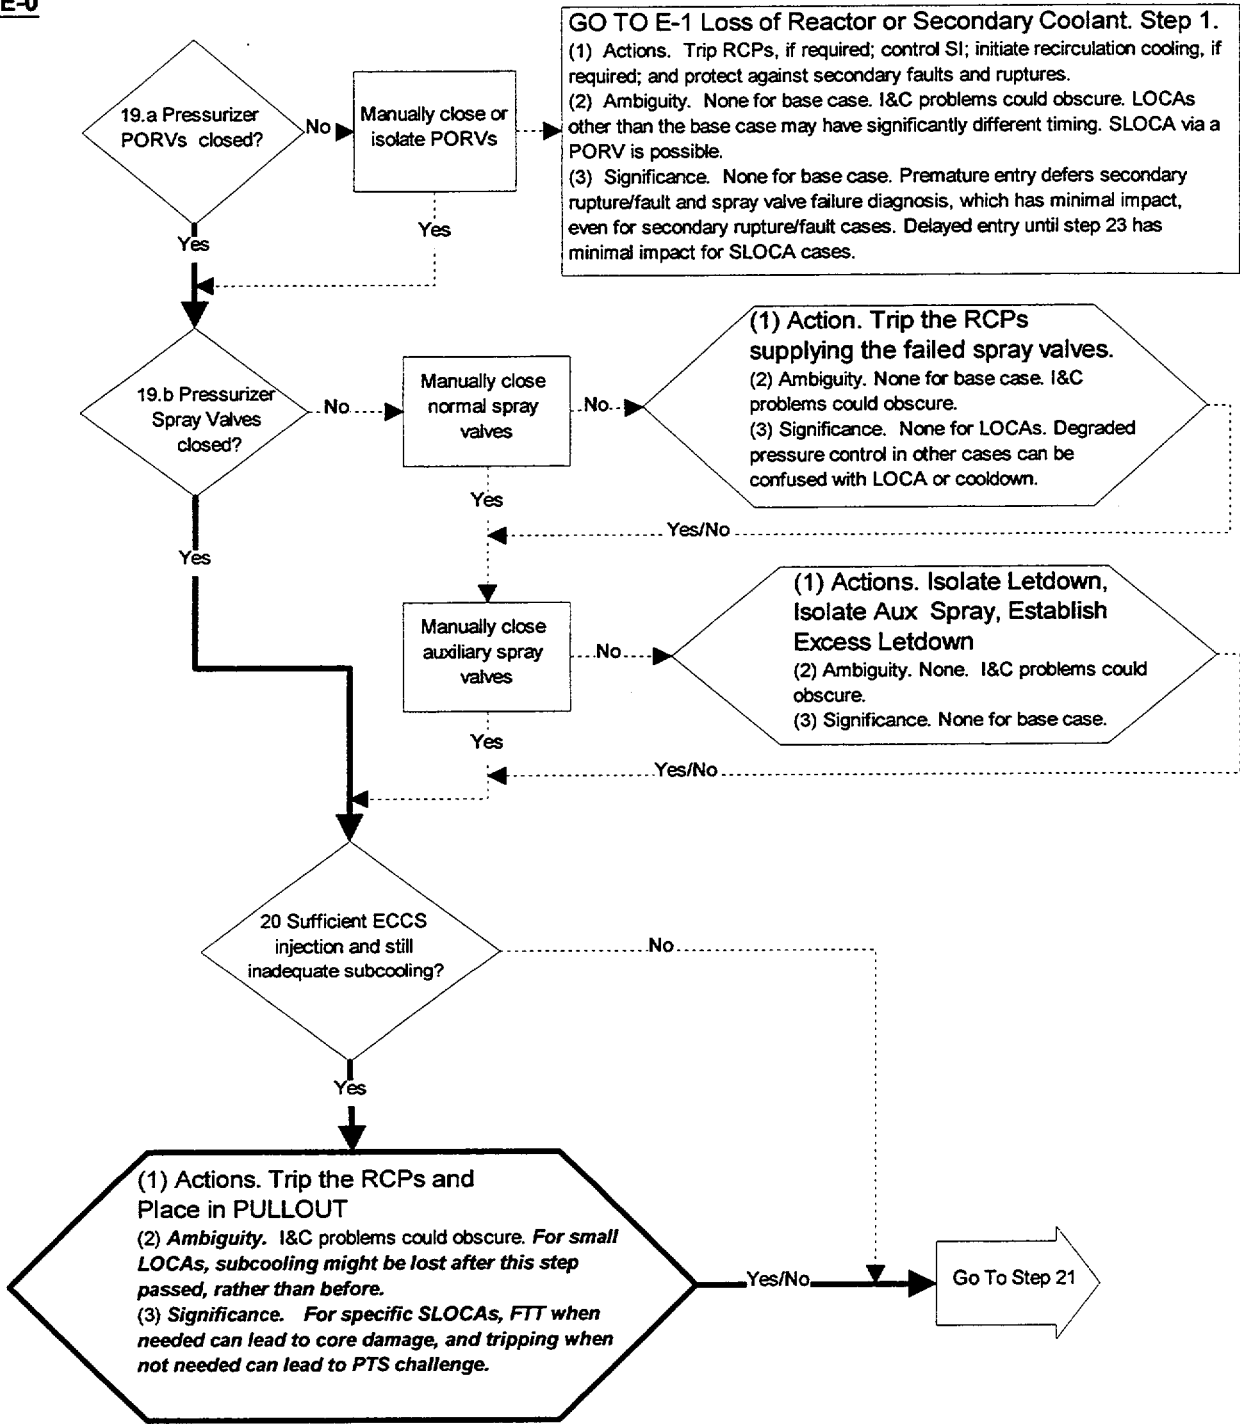 E-0
GO TO E-1 Loss of Reactor or Secondary Coolant. Step 1.
(1) Actions. Trip RCPs, if required; control SI; initiate recirculation cooling, if
required; and protect against secondary faults and ruptures.
(2) Ambiguity. None for base case. I&C problems could obscure. LOCAs
other than the base case may have significantly different timing. SLOCA via a
PORV is possible.
(3) Significance. None for base case. Premature entry defers secondary
rupture/fault and spray valve failure diagnosis, which has minimal impact,
even for secondary rupture/fault cases. Delayed entry until step 23 has
minimal impact for SLOCA cases.
19.a Pressurizer
PORVs closed?
No
Manually close or
isolate PORVs
Yes
Yes
19.b Pressurizer
Spray Valves
closed?
No
Manually close
normal spray
valves
No
(1) Action. Trip the RCPs
supplying the failed spray valves.
(2) Ambiguity. None for base case. I&C
problems could obscure.
(3) Significance. None for LOCAs. Degraded
pressure control in other cases can be
confused with LOCA or cooldown.
Yes
Yes/No
Yes
Manually close
auxiliary spray
valves
No
(1) Actions. Isolate Letdown,
Isolate Aux Spray, Establish
Excess Letdown
(2) Ambiguity. None. I&C problems could
obscure.
(3) Significance. None for base case.
Yes
Yes/No
20 Sufficient ECCS
injection and still
inadequate subcooling?
No
Yes
(1) Actions. Trip the RCPs and
Place in PULLOUT
(2) Ambiguity. I&C problems could obscure. For small
LOCAs, subcooling might be lost after this step
passed, rather than before.
(3) Significance. For specific SLOCAs, FTT when
needed can lead to core damage, and tripping when
not needed can lead to PTS challenge.
Yes/No
Go To Step 21